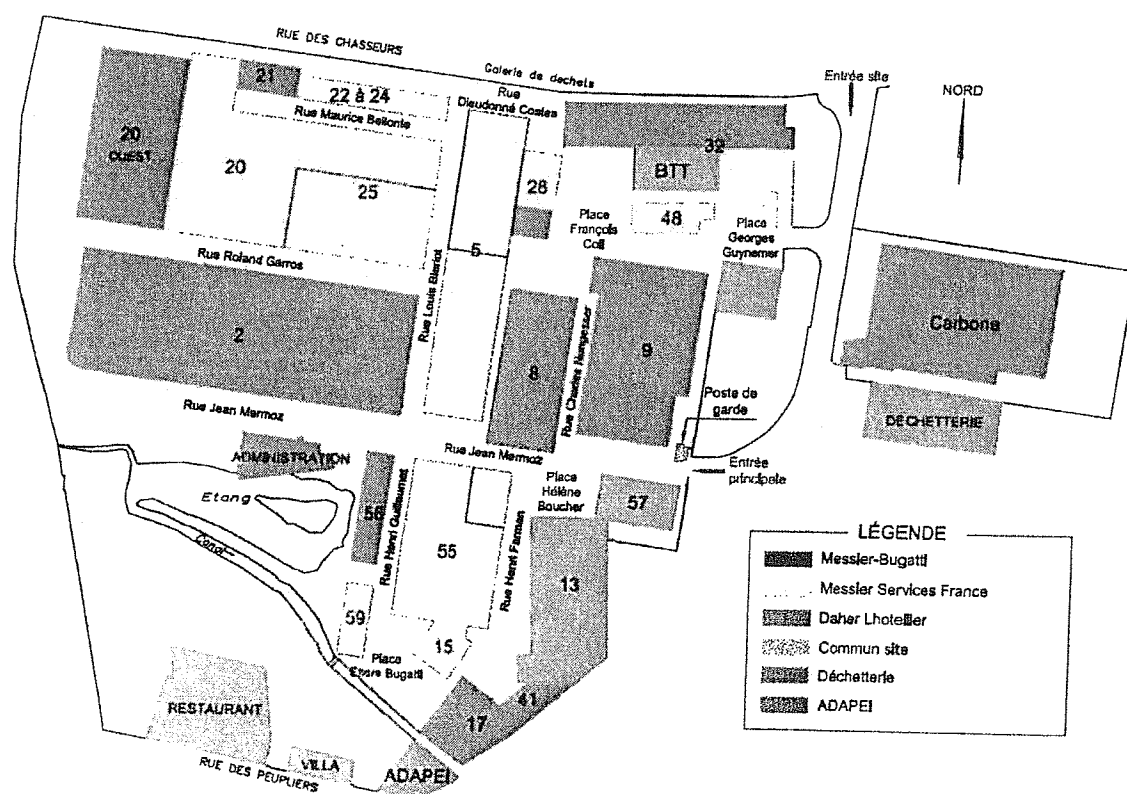 RUE DES CHASSEURS
Galerie de dechets
Entrée site
NORD
21
22 à 24
Rue Maurice Bellonte
Rue
Dieudonné Costes
20
OUEST
20
25
28
32
BTT
48
Place
François
Coli
Place
Georges
Guynemer
5
Rue Roland Garros
Rue Louis Bleriot
2
8
Rue Charles Nungesser
9
Carbone
DÉCHETTERIE
Poste de
garde
Rue Jean Mermoz
Rue Jean Mermoz
ADMINISTRATION
Etang
Canal
Entrée
principale
Place
Hélène
Boucher
57
56
Rue Henri Guillaumet
55
Rue Henri Farman
13
59
15
Place
Ettore Bugatti
41
17
RESTAURANT
VILLA
ADAPEI
RUE DES PEUPLIERS
LÉGENDE
Messier-Bugatti
Messier Services France
Daher Lhotellier
Commun site
Déchetterie
ADAPEI